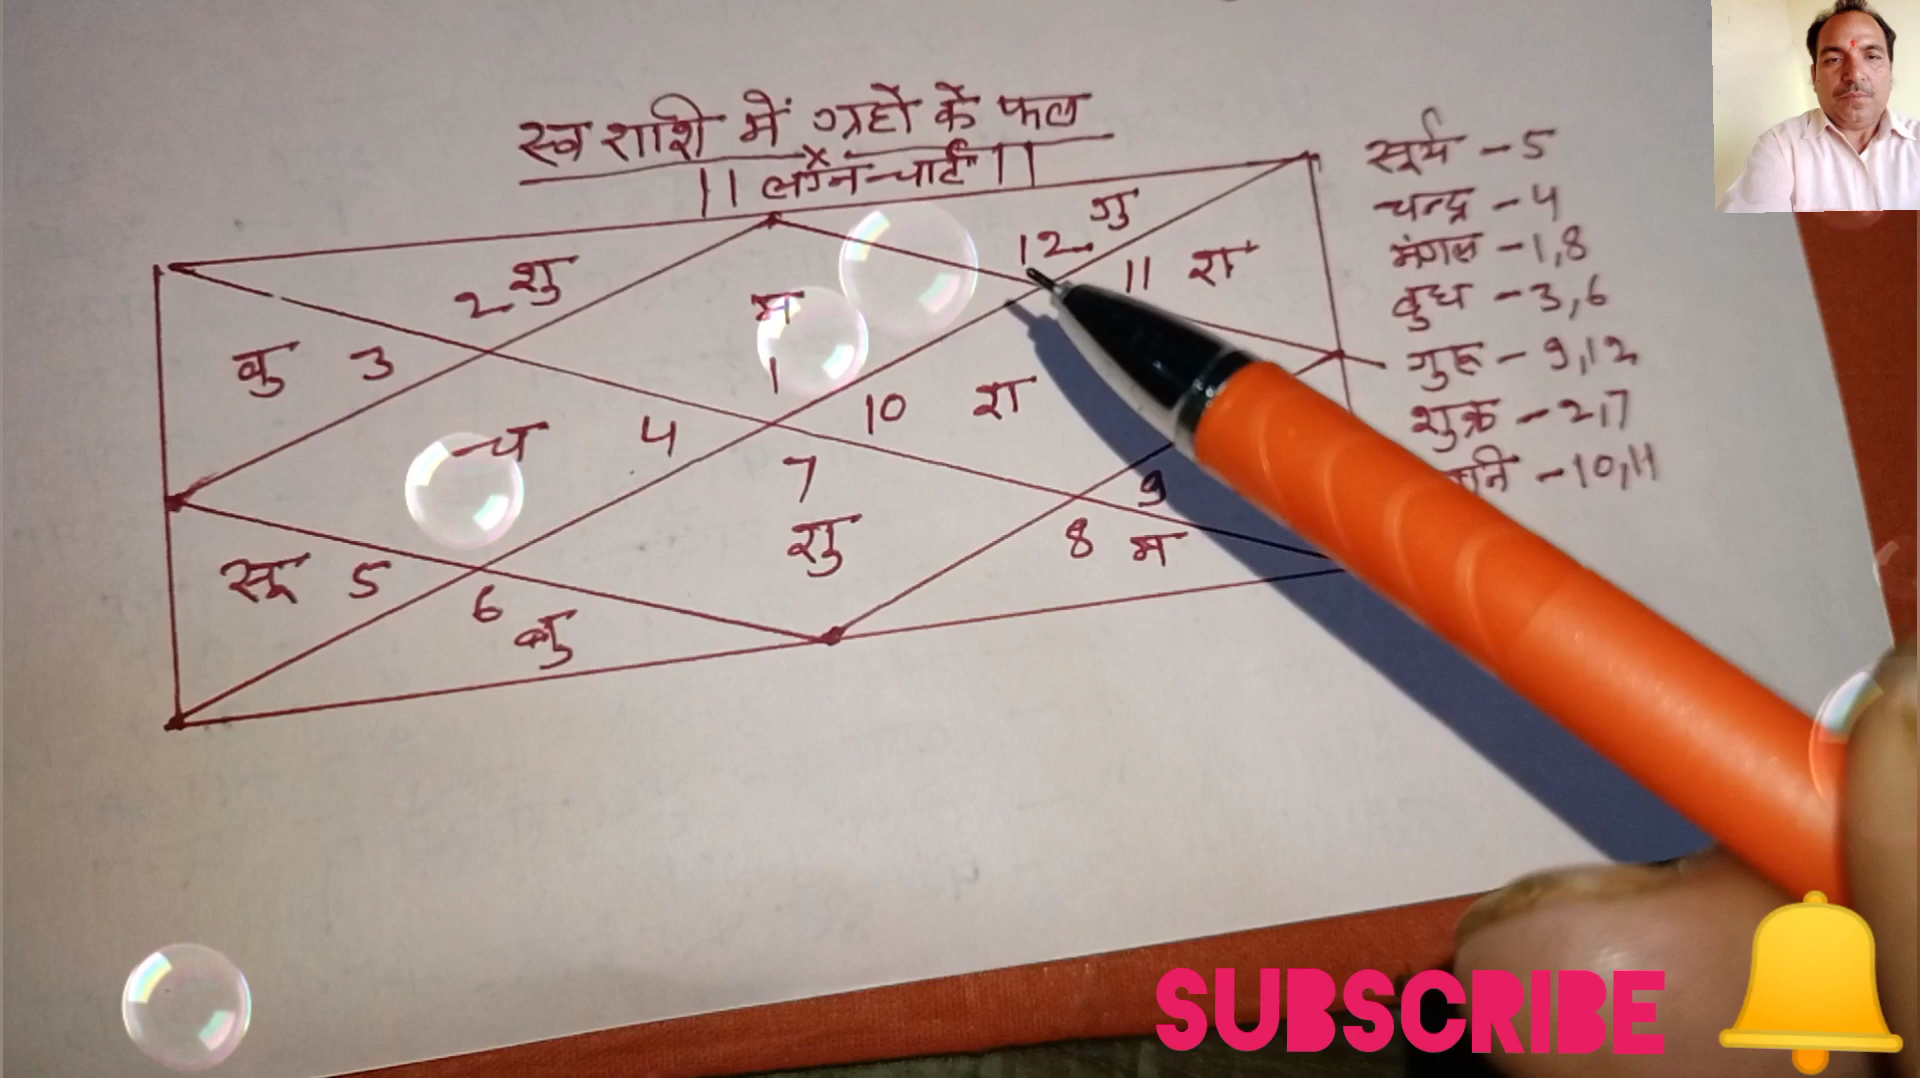 स्व राशि में ग्रहों के फल
|| लग्न-चार्ट ||
सूर्य - 5
चन्द्र - 4
मंगल - 1,8
बुध - 3,6
गुरू - 9,12
शुक्र - 2,7
शनि - 10,11
2 शु
म
1
12 गु
11 श
बु 3
च 4
10 श
7
शु
9
8 म
सू 5
6
बु
SUBSCRIBE